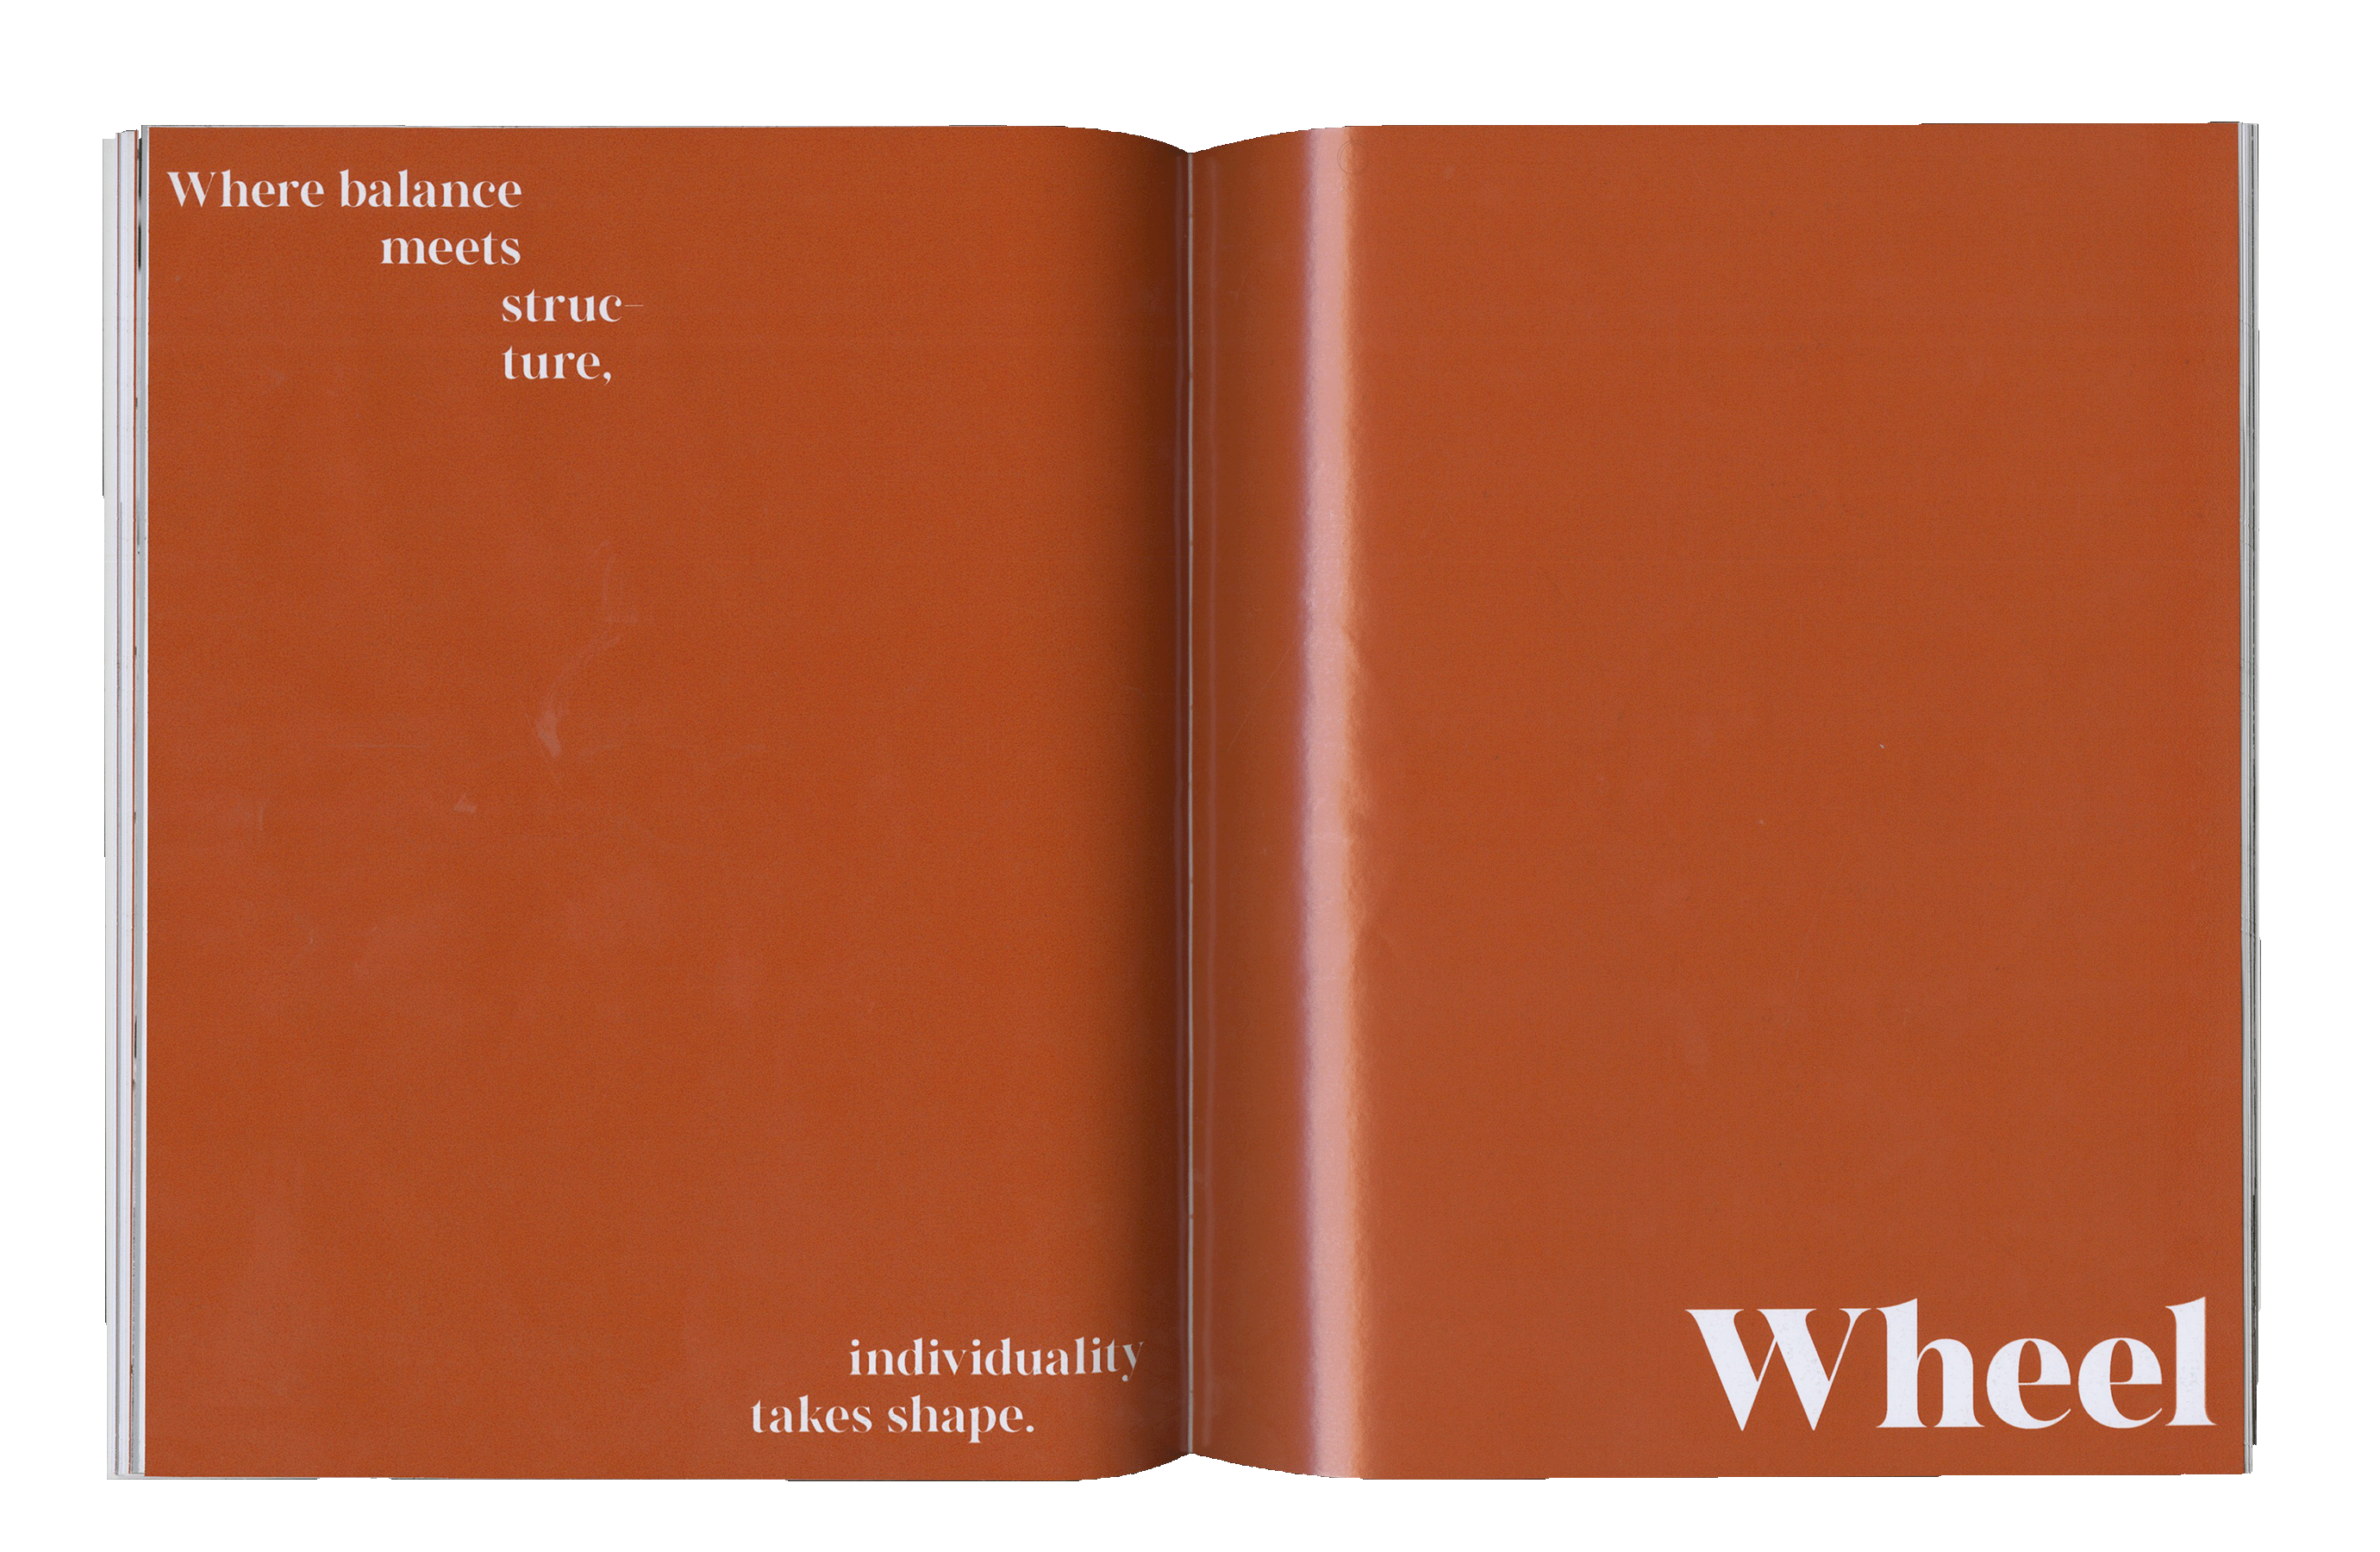 Where balance
meets
struc-
ture,
individuality
takes shape.
Wheel